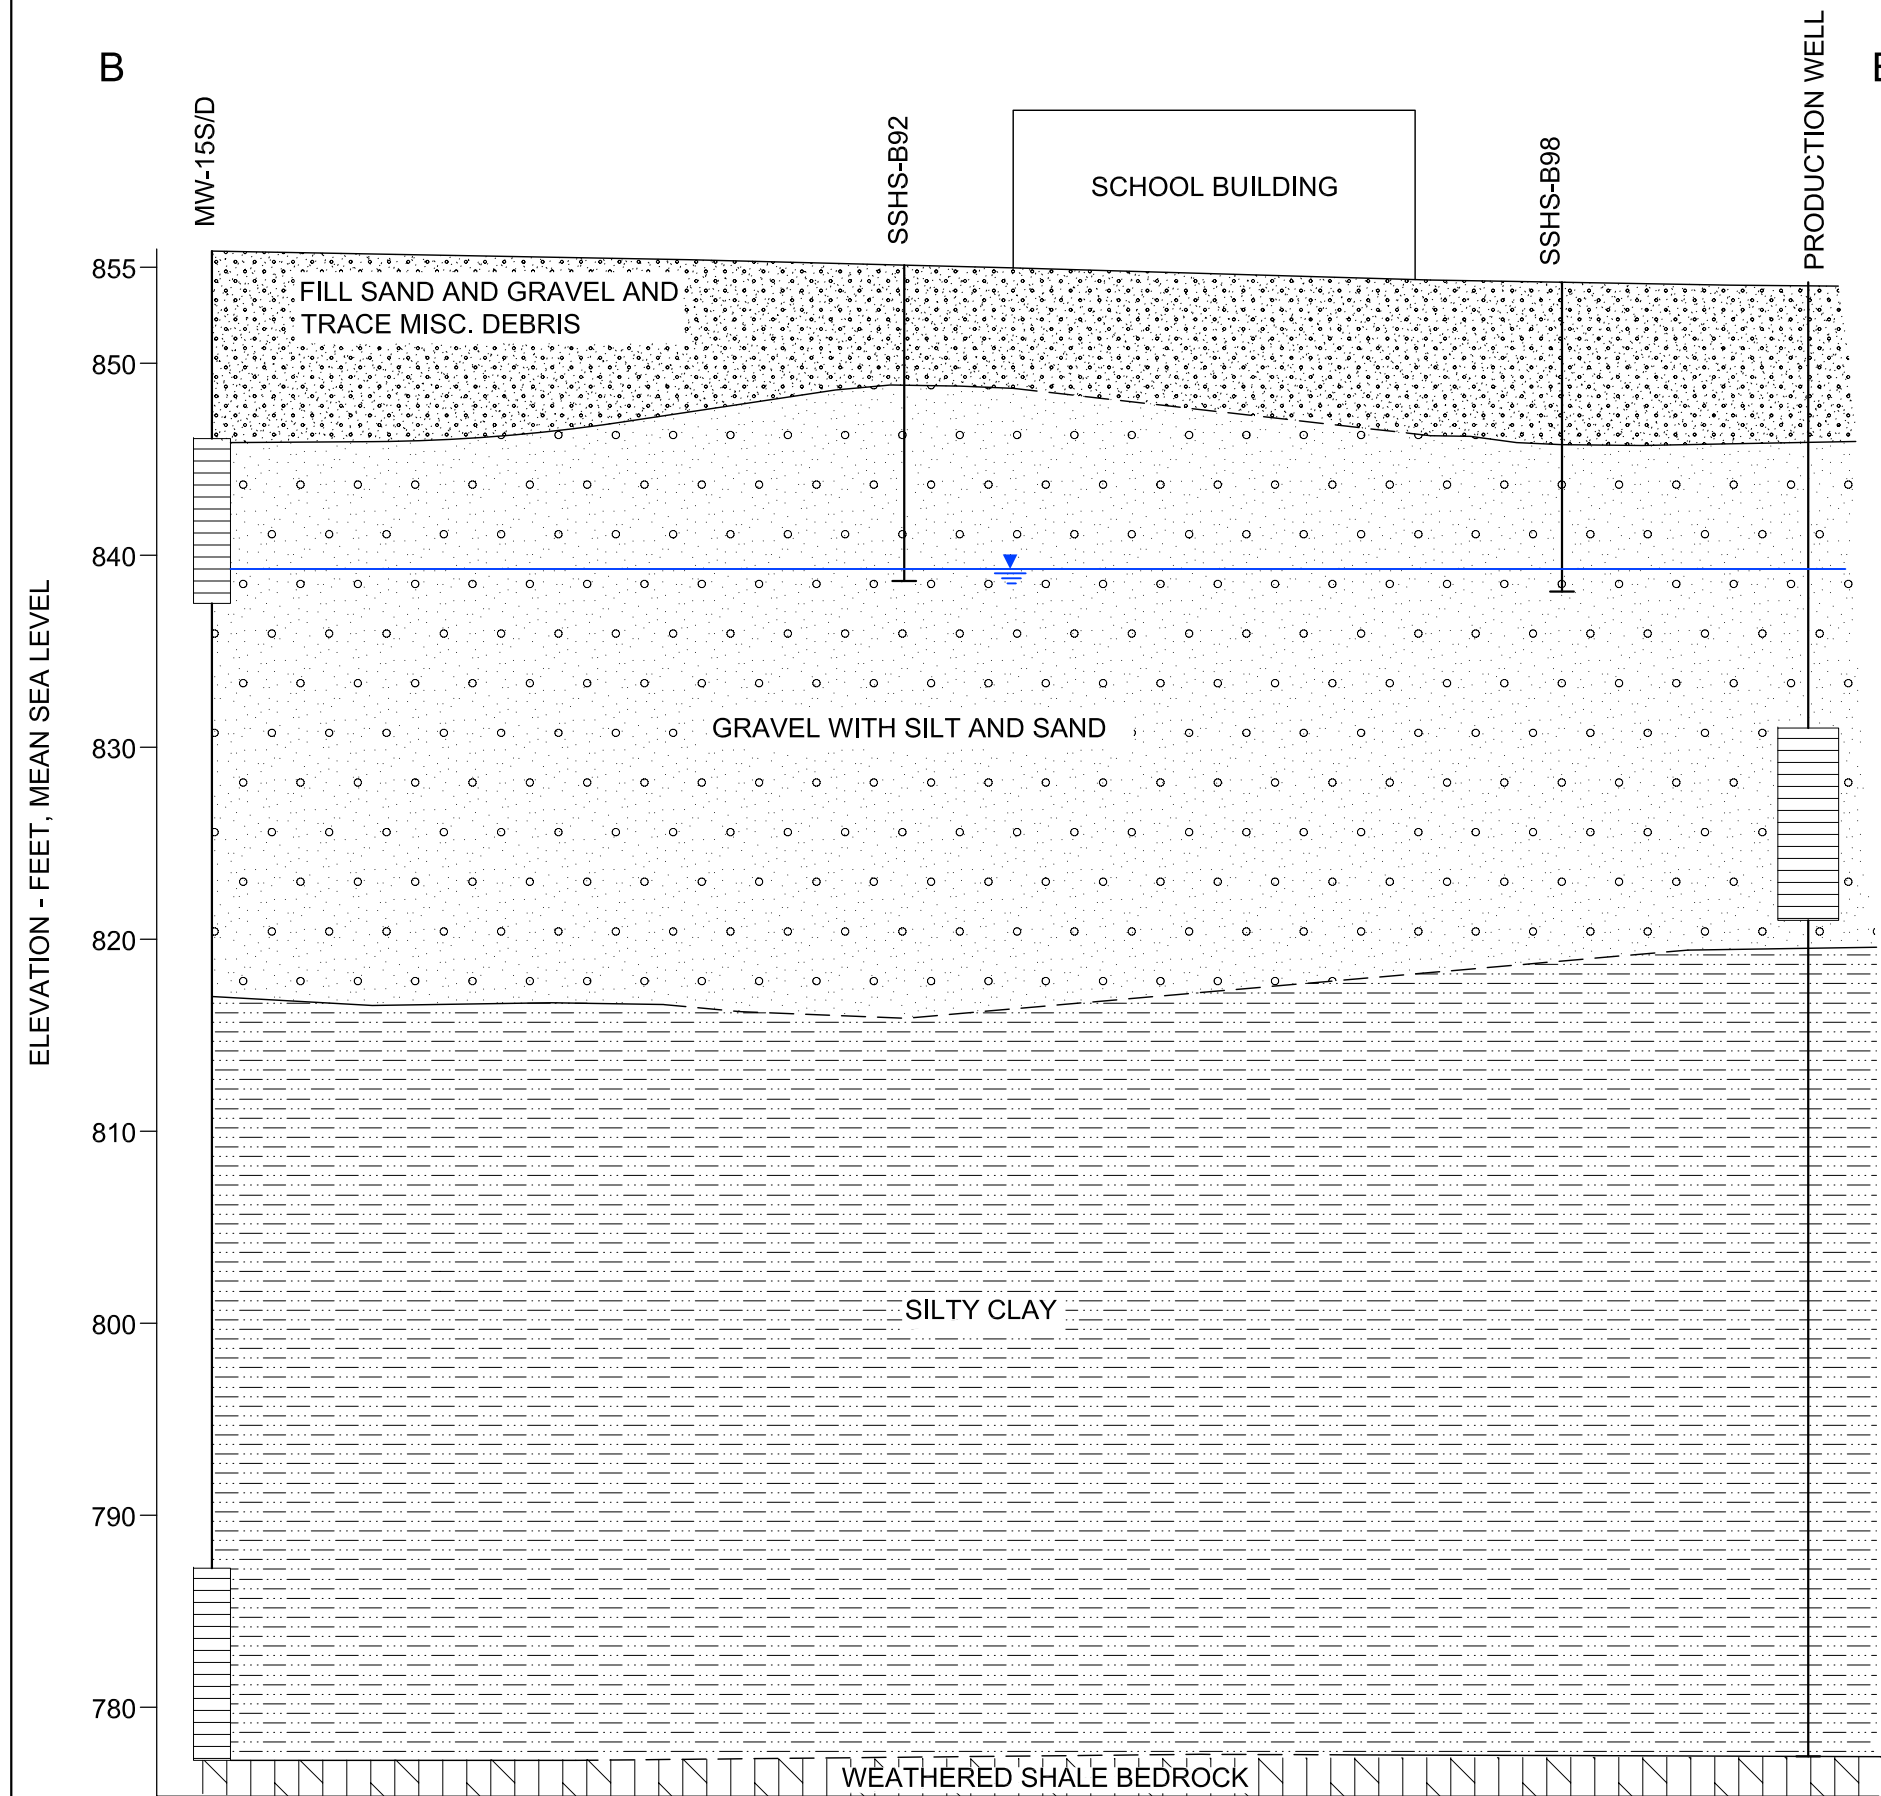 B
MW-15S/D
SSHS-B92
SCHOOL BUILDING
SSHS-B98
PRODUCTION WELL
855
FILL SAND AND GRAVEL AND
TRACE MISC. DEBRIS
850
840
ELEVATION - FEET, MEAN SEA LEVEL
830
GRAVEL WITH SILT AND SAND
820
810
800
SILTY CLAY
790
780
WEATHERED SHALE BEDROCK